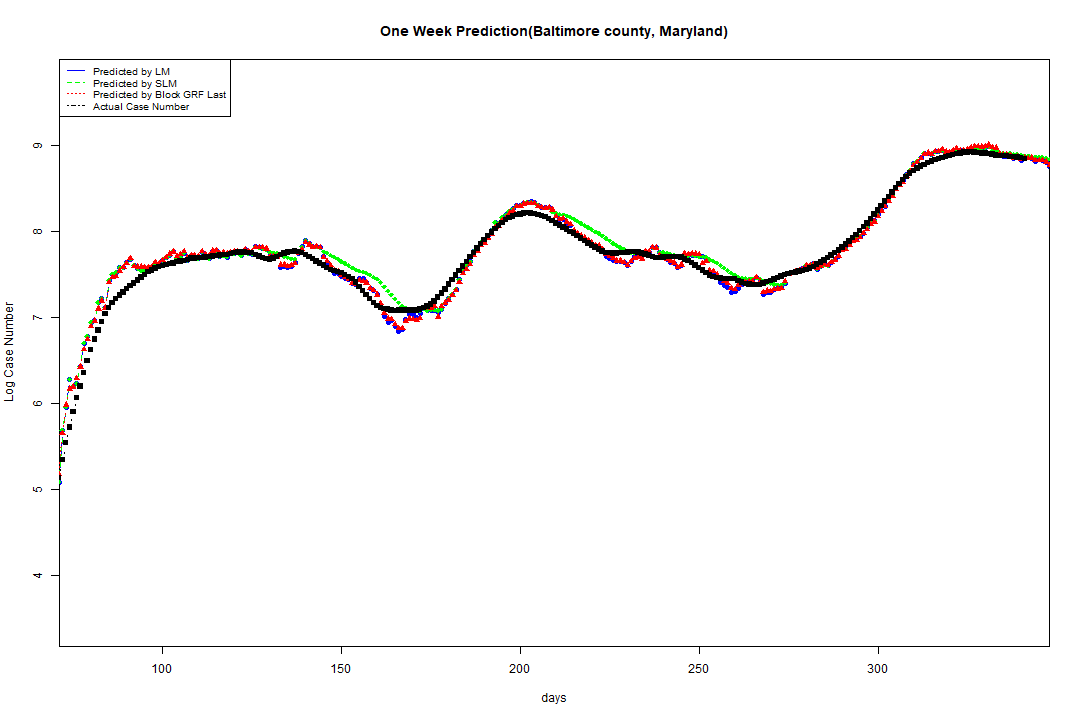 One Week Prediction(Baltimore county, Maryland)
Predicted by LM
Predicted by SLM
Predicted by Block GRF Last
Actual Case Number
Log Case Number
9
8
7
6
5
4
100 150 200 250 300
days